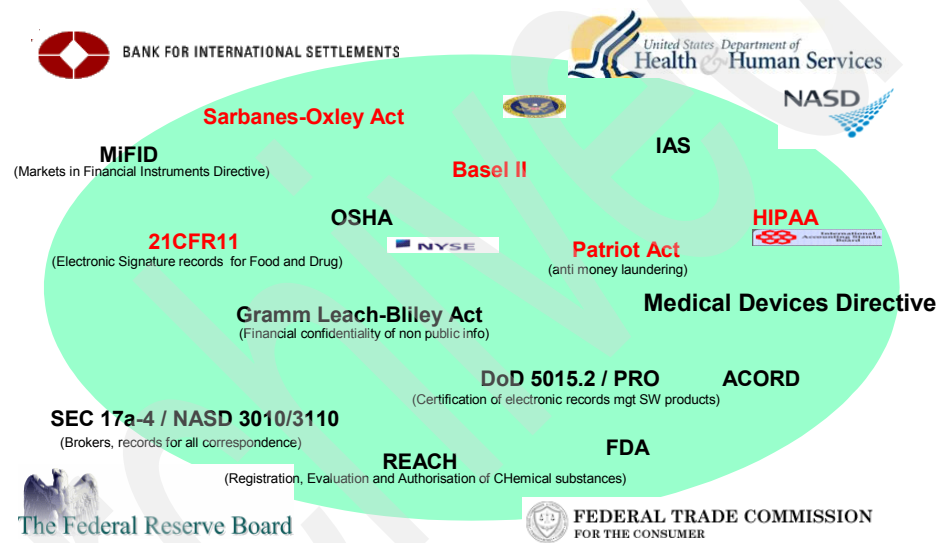 BANK FOR INTERNATIONAL SETTLEMENTS
United States Department of
Health & Human Services
NASD
Sarbanes-Oxley Act
IAS
MiFID
(Markets in Financial Instruments Directive)
Basel II
OSHA
HIPAA
21CFR11
(Electronic Signature records for Food and Drug)
NYSE
International
Accounting Standa
Board
Patriot Act
(anti money laundering)
Medical Devices Directive
Gramm Leach-Bliley Act
(Financial confidentiality of non public info)
DoD 5015.2 / PRO
ACORD
(Certification of electronic records mgt SW products)
SEC 17a-4 / NASD 3010/3110
(Brokers, records for all correspondence)
FDA
REACH
(Registration, Evaluation and Authorisation of CHemical substances)
The Federal Reserve Board
FEDERAL TRADE COMMISSION
FOR THE CONSUMER